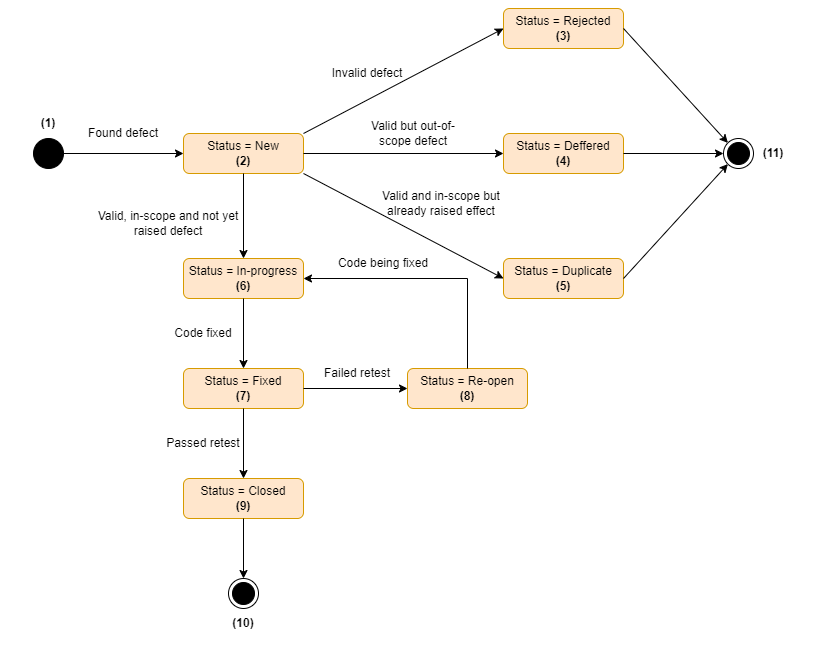 Status = Rejected
(3)
Invalid defect
(1)
Found defect
Valid but out-of-
scope defect
Status = New
(2)
Status = Deffered
(4)
(11)
Valid and in-scope but
already raised effect
Valid, in-scope and not yet
raised defect
Code being fixed
Status = In-progress
(6)
Status = Duplicate
(5)
Code fixed
Failed retest
Status = Fixed
(7)
Status = Re-open
(8)
Passed retest
Status = Closed
(9)
(10)